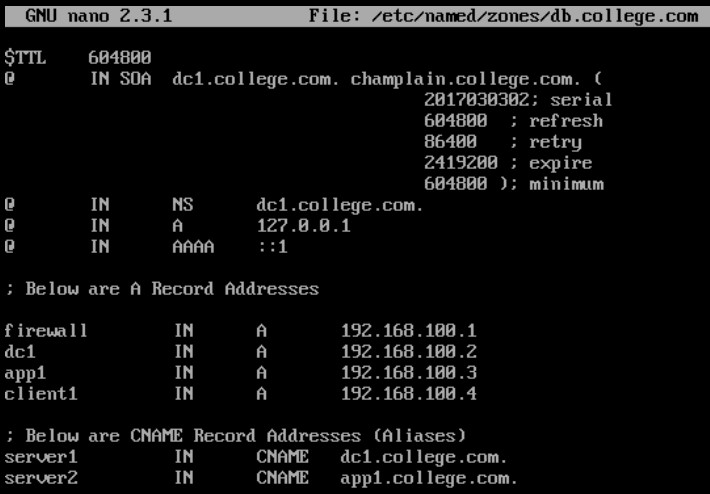 GNU nano 2.3.1 File: /etc/named/zones/db.college.com
$TTL 604800
@ IN SOA dc1.college.com. champlain.college.com. (
2017030302; serial
604800 ; refresh
86400 ; retry
2419200 ; expire
604800 ); minimum
@ IN NS dc1.college.com.
@ IN A 127.0.0.1
@ IN AAAA ::1
; Below are A Record Addresses
firewall IN A 192.168.100.1
dc1 IN A 192.168.100.2
app1 IN A 192.168.100.3
client1 IN A 192.168.100.4
; Below are CNAME Record Addresses (Aliases)
server1 IN CNAME dc1.college.com.
server2 IN CNAME app1.college.com.